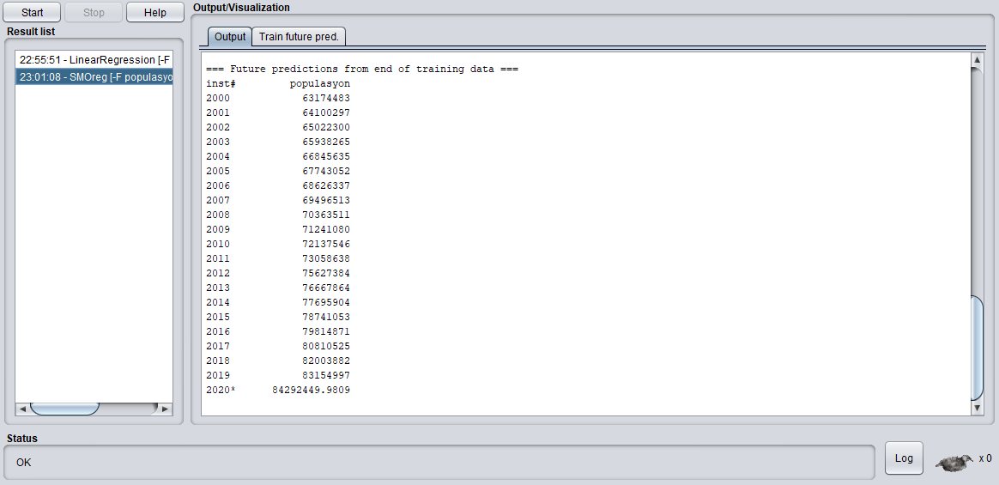 Start Stop Help
Result list
22:55:51 - LinearRegression [-F
23:01:08 - SMOreg [-F populasyo
Output/Visualization
Output Train future pred.
=== Future predictions from end of training data ===
inst# populasyon
2000 63174483
2001 64100297
2002 65022300
2003 65938265
2004 66845635
2005 67743052
2006 68626337
2007 69496513
2008 70363511
2009 71241080
2010 72137546
2011 73058638
2012 75627384
2013 76667864
2014 77695904
2015 78741053
2016 79814871
2017 80810525
2018 82003882
2019 83154997
2020* 84292449.9809
Status
OK
Log
x 0